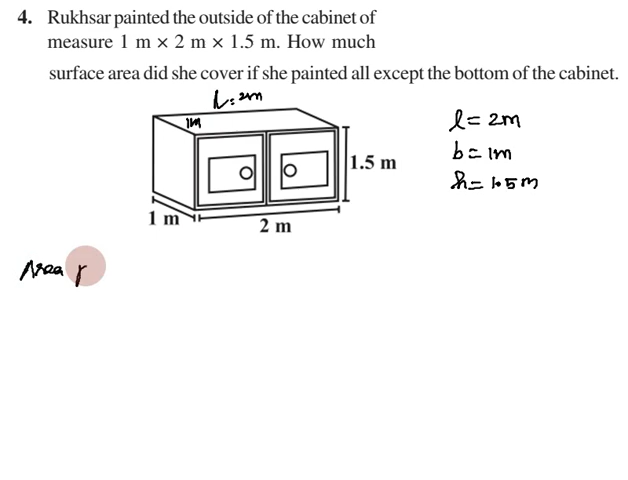 4. Rukhsar painted the outside of the cabinet of
measure 1 m × 2 m × 1.5 m. How much
surface area did she cover if she painted all except the bottom of the cabinet.
L=2m
1m
l=2m
b=1m
h=1.5m
1.5 m
1 m
2 m
Area